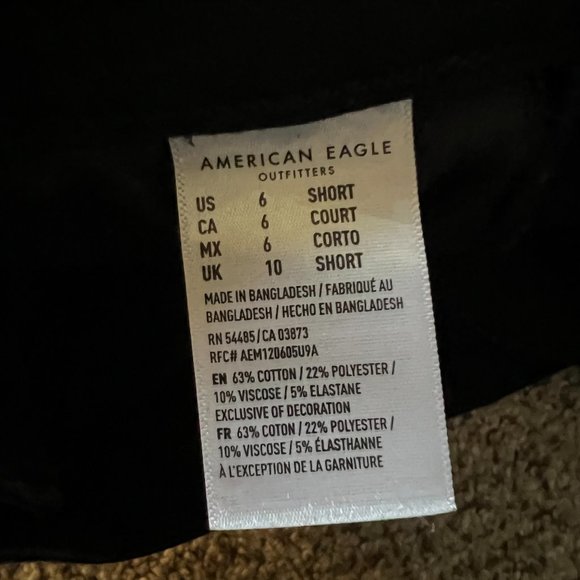 AMERICAN EAGLE
OUTFITTERS
US 6 SHORT
CA 6 COURT
MX 6 CORTO
UK 10 SHORT
MADE IN BANGLADESH / FABRIQUÉ AU
BANGLADESH / HECHO EN BANGLADESH
RN 54485 / CA 03873
RFC# AEM120605U9A
EN 63% COTTON / 22% POLYESTER /
10% VISCOSE / 5% ELASTANE
EXCLUSIVE OF DECORATION
FR 63% COTON / 22% POLYESTER /
10% VISCOSE / 5% ÉLASTHANNE
À L'EXCEPTION DE LA GARNITURE